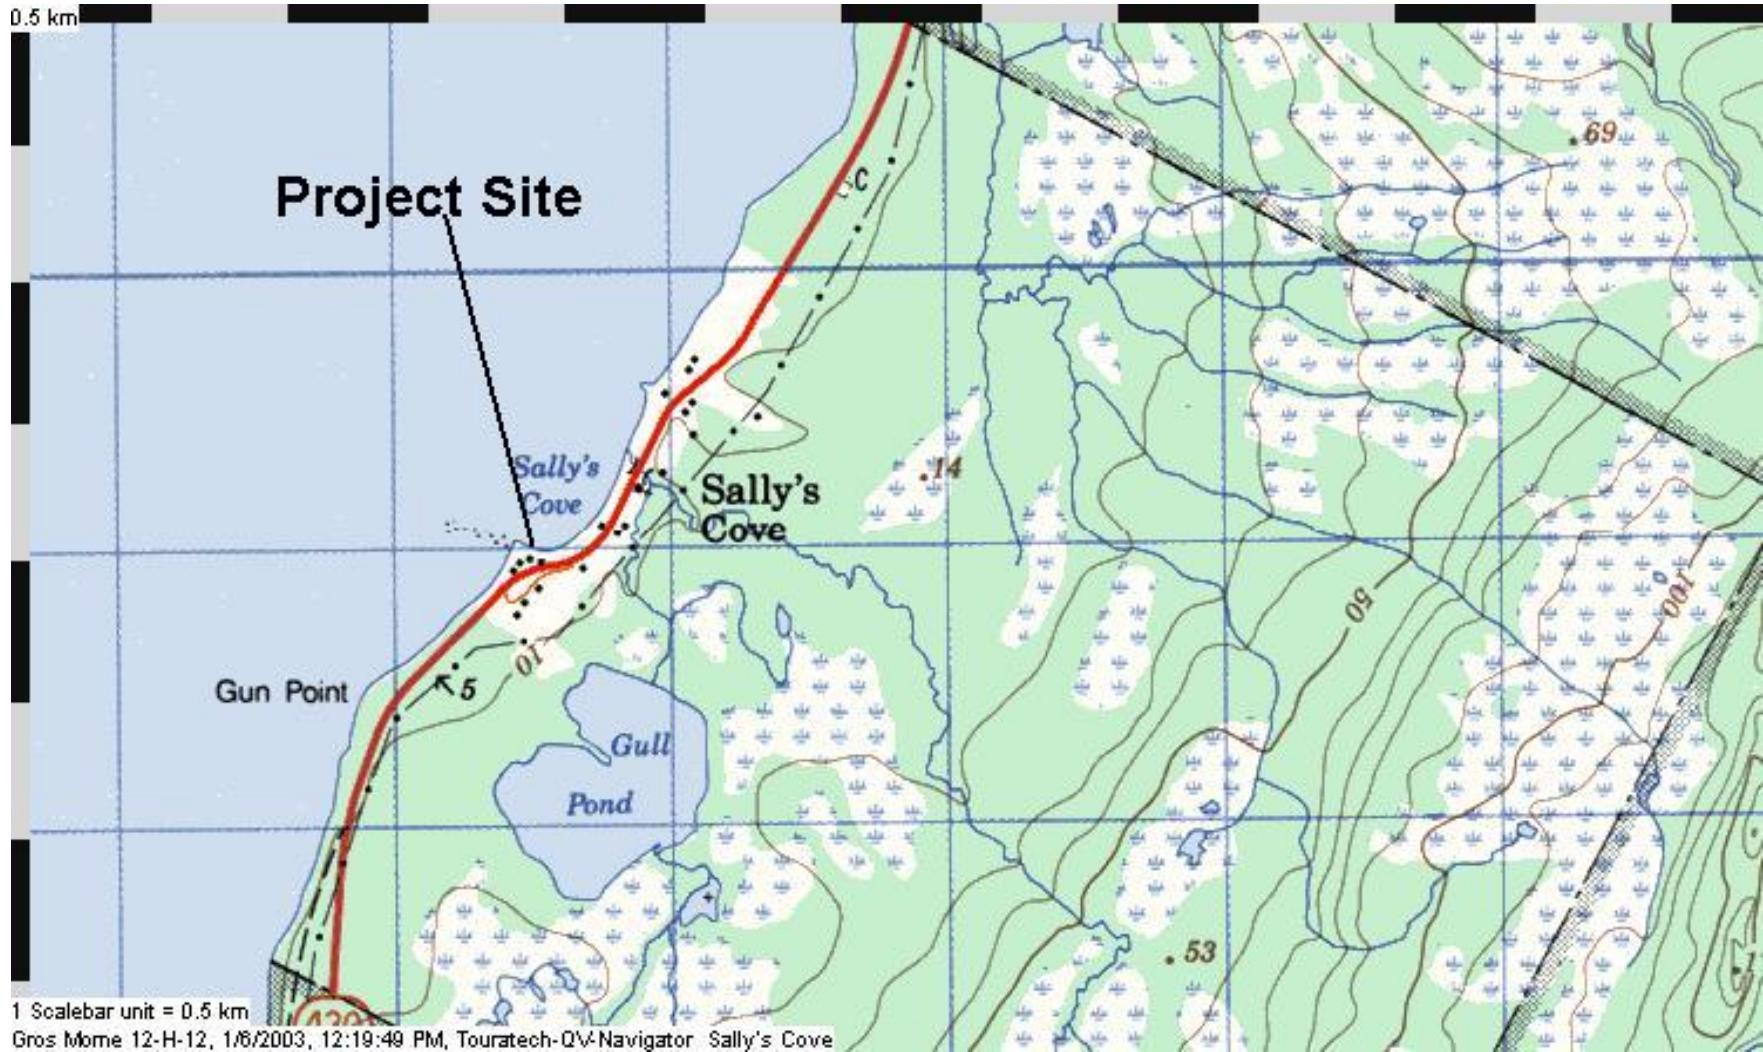 0.5 km
69
C
Project Site
Sally's
Cove
14
Sally's
Cove
50
100
10
5
Gun Point
Gull
Pond
53
1 Scalebar unit = 0.5 km
Gros Morne 12-H-12, 1/6/2003, 12:19:49 PM, Touratech-QV-Navigator Sally's Cove